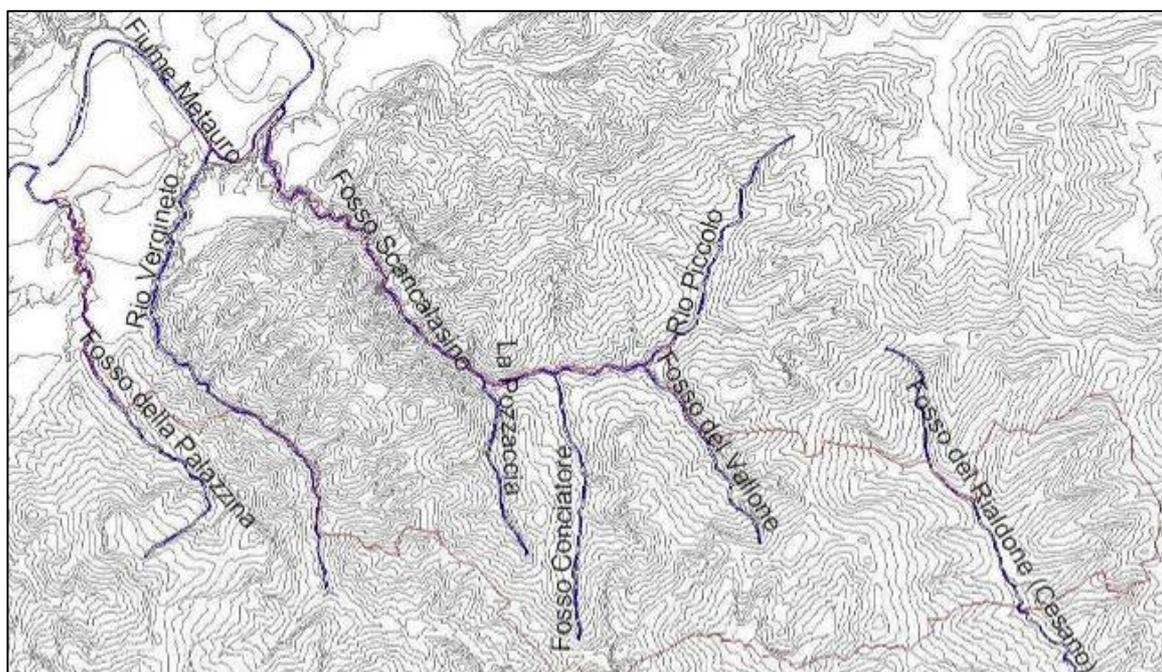 Fiume Metauro
Rio Vergineto
Fosso Scaricalasino
Rio Piccolo
Fosso della Palazzina
La Pozzaccia
Fosso Conciatore
Fosso del Vallone
Fosso del Rialdone (Cesano)